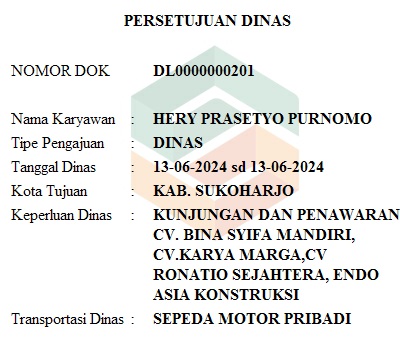 PERSETUJUAN DINAS
NOMOR DOK DL0000000201
Nama Karyawan : HERY PRASETYO PURNOMO
Tipe Pengajuan : DINAS
Tanggal Dinas : 13-06-2024 sd 13-06-2024
Kota Tujuan : KAB. SUKOHARJO
Keperluan Dinas : KUNJUNGAN DAN PENAWARAN
CV. BINA SYIFA MANDIRI,
CV.KARYA MARGA,CV
RONATIO SEJAHTERA, ENDO
ASIA KONSTRUKSI
Transportasi Dinas : SEPEDA MOTOR PRIBADI